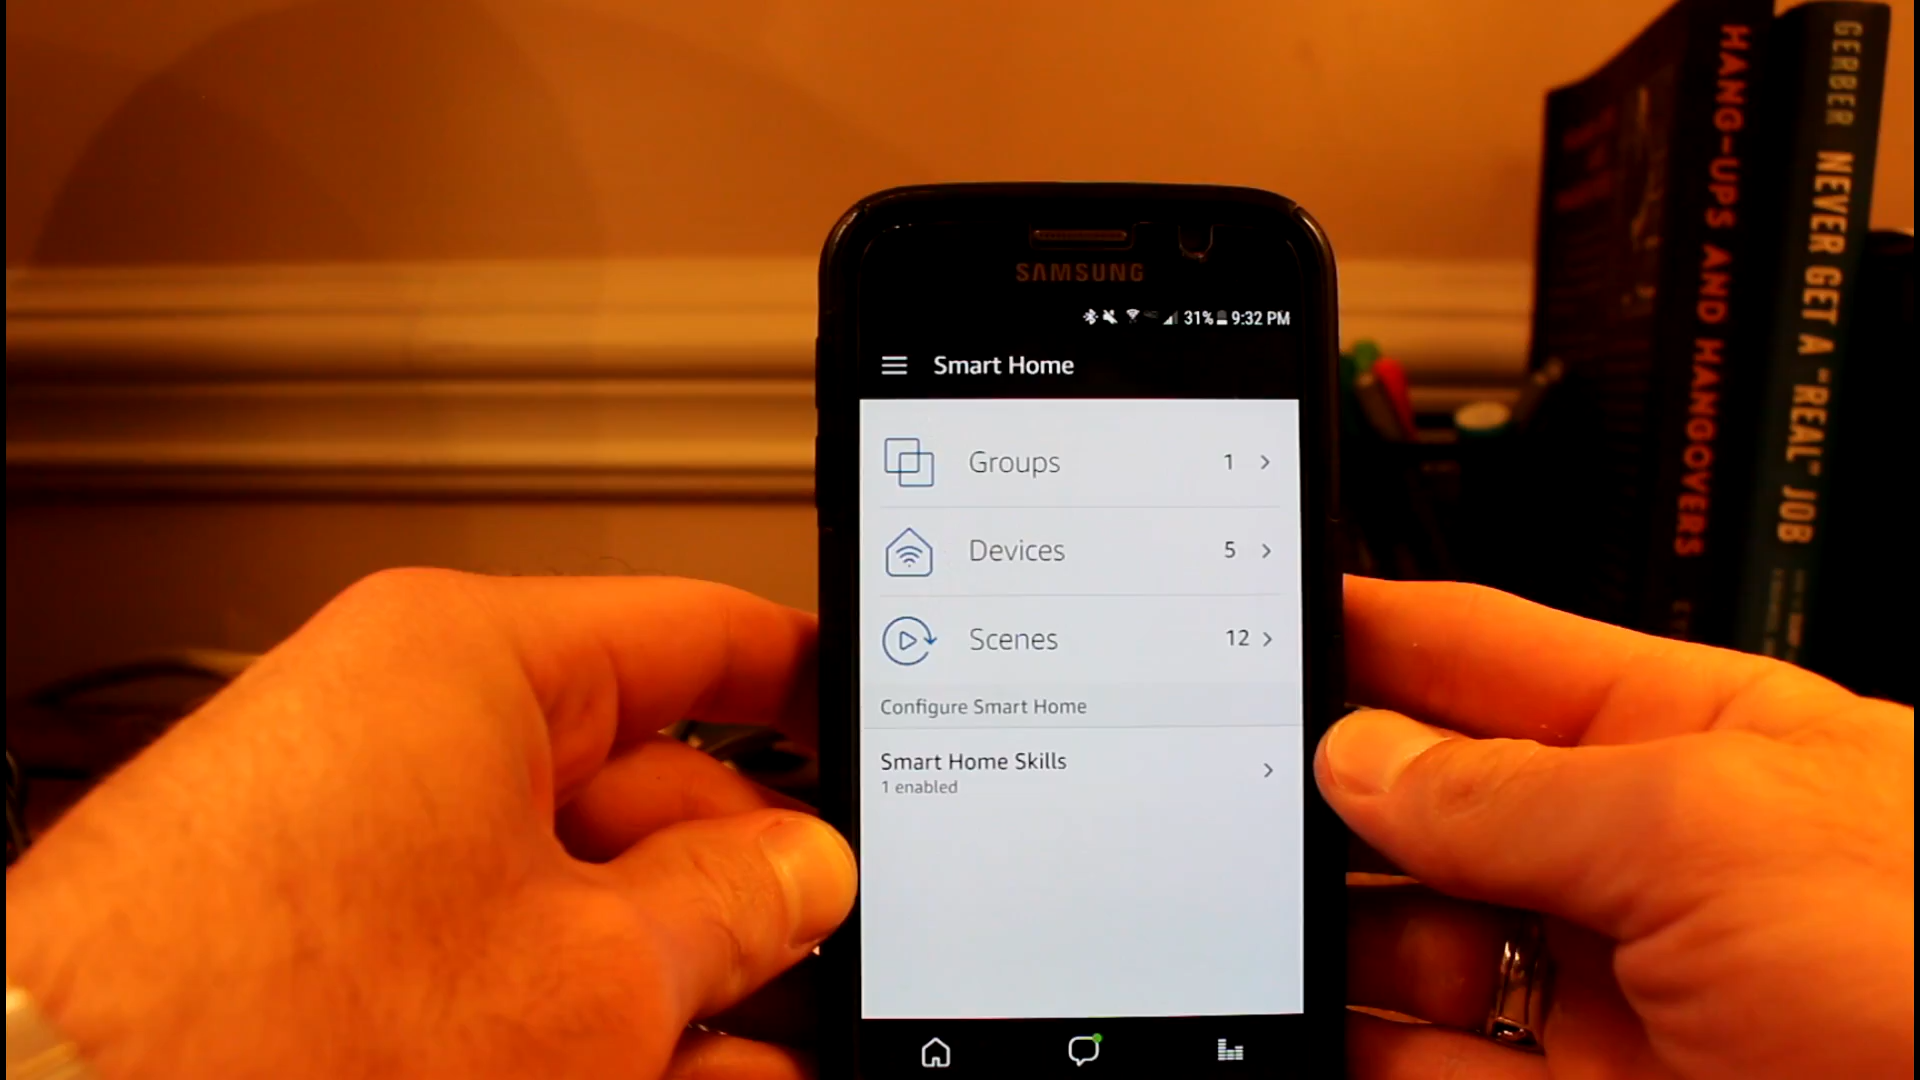 SAMSUNG
31% 9:32 PM
Smart Home
Groups 1
Devices 5
Scenes 12
Configure Smart Home
Smart Home Skills
1 enabled
HANG-UPS AND HANGOVERS
GERBER NEVER GET A "REAL" JOB